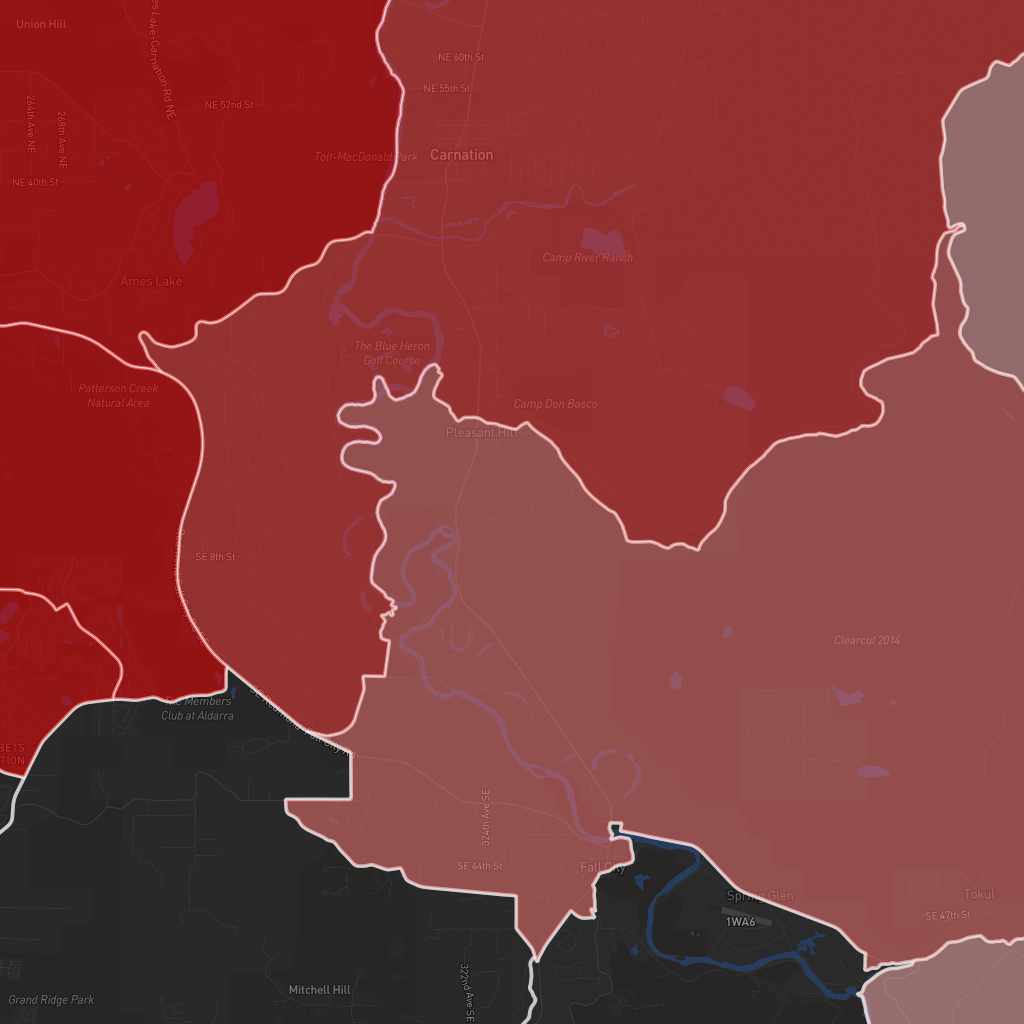 Union Hill
es Lake-Carnation Rd NE
NE 60th St
NE 55th St
264th Ave NE
268th Ave NE
NE 52nd St
Tolt-MacDonald Park
Carnation
NE 40th St
Camp River Ranch
Ames Lake
The Blue Heron
Golf Course
Patterson Creek
Natural Area
Camp Don Bosco
Pleasant Hill
SE 8th St
Clearcut 2014
The Members
Club at Aldarra
BETS
TION
324th Ave SE
SE 44th St
Fall City
Spring Glen
Tokul
SE 47th St
1WA6
322nd Ave SE
Mitchell Hill
Grand Ridge Park